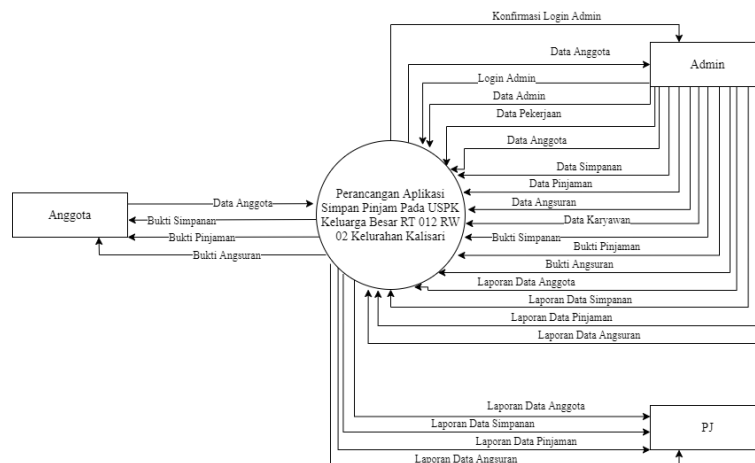 Konfirmasi Login Admin
Data Anggota
Admin
Login Admin
Data Admin
Data Pekerjaan
Data Anggota
Data Simpanan
Data Pinjaman
Data Angsuran
Data Karyawan
Bukti Simpanan
Bukti Pinjaman
Bukti Angsuran
Laporan Data Anggota
Laporan Data Simpanan
Laporan Data Pinjaman
Laporan Data Angsuran
Perancangan Aplikasi
Simpan Pinjam Pada USPK
Keluarga Besar RT 012 RW
02 Kelurahan Kalisari
Anggota
Data Anggota
Bukti Simpanan
Bukti Pinjaman
Bukti Angsuran
Laporan Data Anggota
Laporan Data Simpanan
Laporan Data Pinjaman
Laporan Data Angsuran
PJ